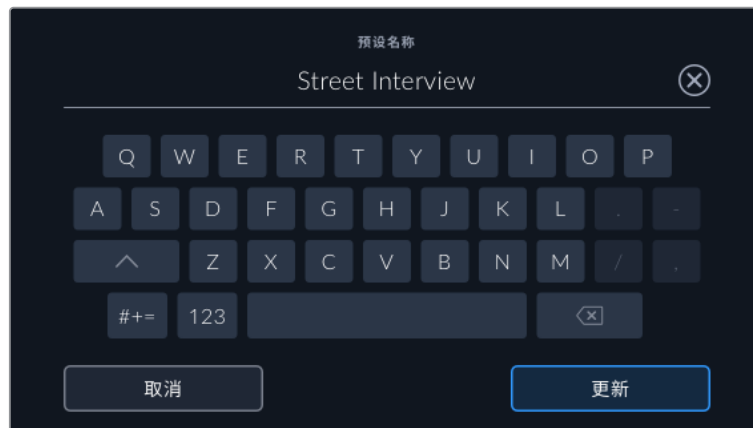 预设名称
Street Interview
Q W E R T Y U I O P
A S D F G H J K L . -
Z X C V B N M / ,
#+= 123
取消 更新